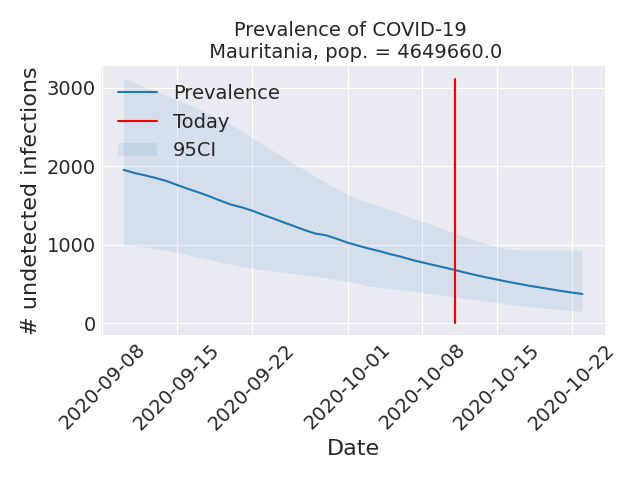 Prevalence of COVID-19
Mauritania, pop. = 4649660.0
# undetected infections
3000
2000
1000
0
Prevalence
Today
95CI
2020-09-08
2020-09-15
2020-09-22
2020-10-01
2020-10-08
2020-10-15
2020-10-22
Date